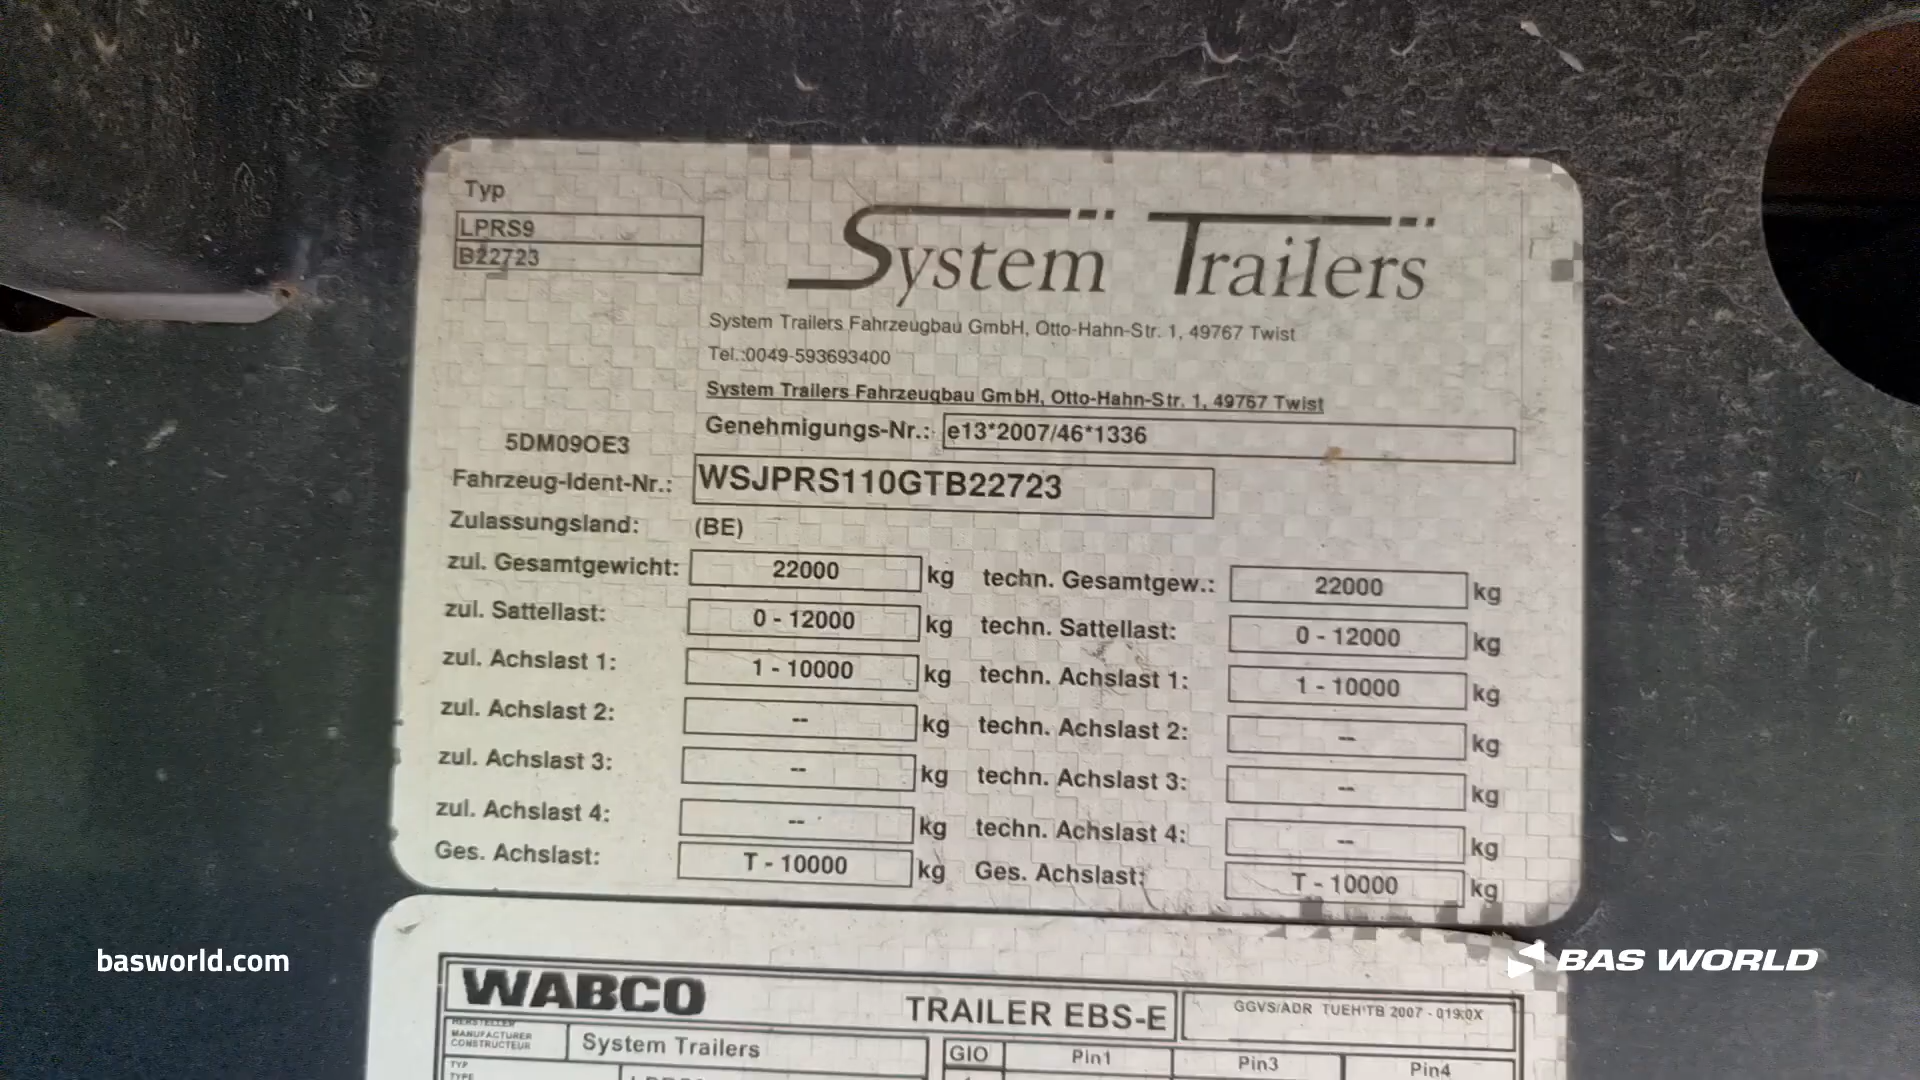 Typ
LPRS9
B22723
System Trailers
System Trailers Fahrzeugbau GmbH, Otto-Hahn-Str. 1, 49767 Twist
Tel.:0049-593693400
System Trailers Fahrzeugbau GmbH, Otto-Hahn-Str. 1, 49767 Twist
Genehmigungs-Nr.: e13*2007/46*1336
5DM09OE3
Fahrzeug-Ident-Nr.: WSJPRS110GTB22723
Zulassungsland: (BE)
zul. Gesamtgewicht: 22000 kg techn. Gesamtgew.: 22000 kg
zul. Sattellast: 0 - 12000 kg techn. Sattellast: 0 - 12000 kg
zul. Achslast 1: 1 - 10000 kg techn. Achslast 1: 1 - 10000 kg
zul. Achslast 2: -- kg techn. Achslast 2: -- kg
zul. Achslast 3: -- kg techn. Achslast 3: -- kg
zul. Achslast 4: -- kg techn. Achslast 4: -- kg
Ges. Achslast: T - 10000 kg Ges. Achslast: T - 10000 kg
basworld.com
BAS WORLD
WABCO TRAILER EBS-E GGVS/ADR TUEH TB 2007 - 019.0X
HERSTELLER
MANUFACTURER
CONSTRUCTEUR
System Trailers
GIO Pin1 Pin3 Pin4
TYP
TYPE